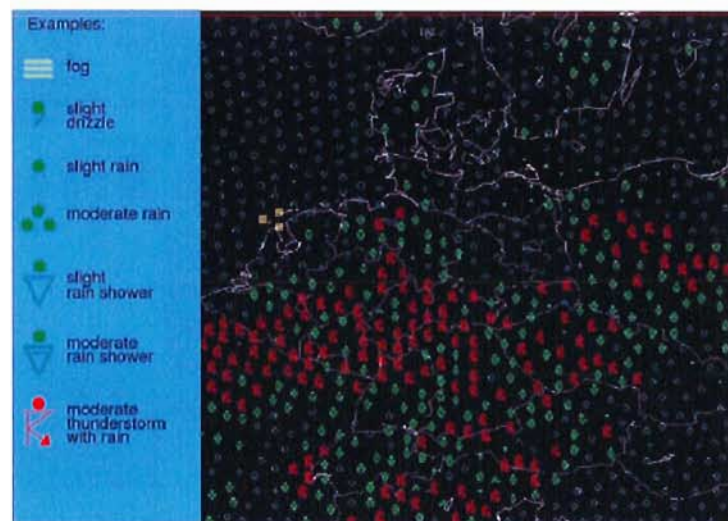 Examples:
fog
slight
drizzle
slight rain
moderate rain
slight
rain shower
moderate
rain shower
moderate
thunderstorm
with rain